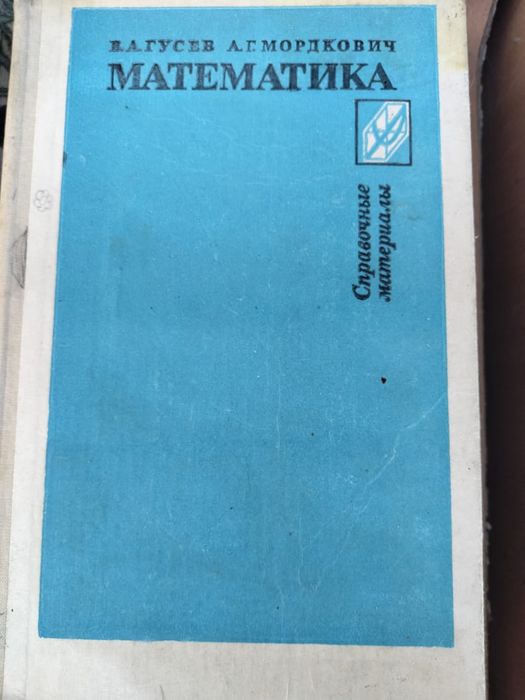 В.А.ГУСЕВ А.Г.МОРДКОВИЧ
МАТЕМАТИКА
Справочные
материалы